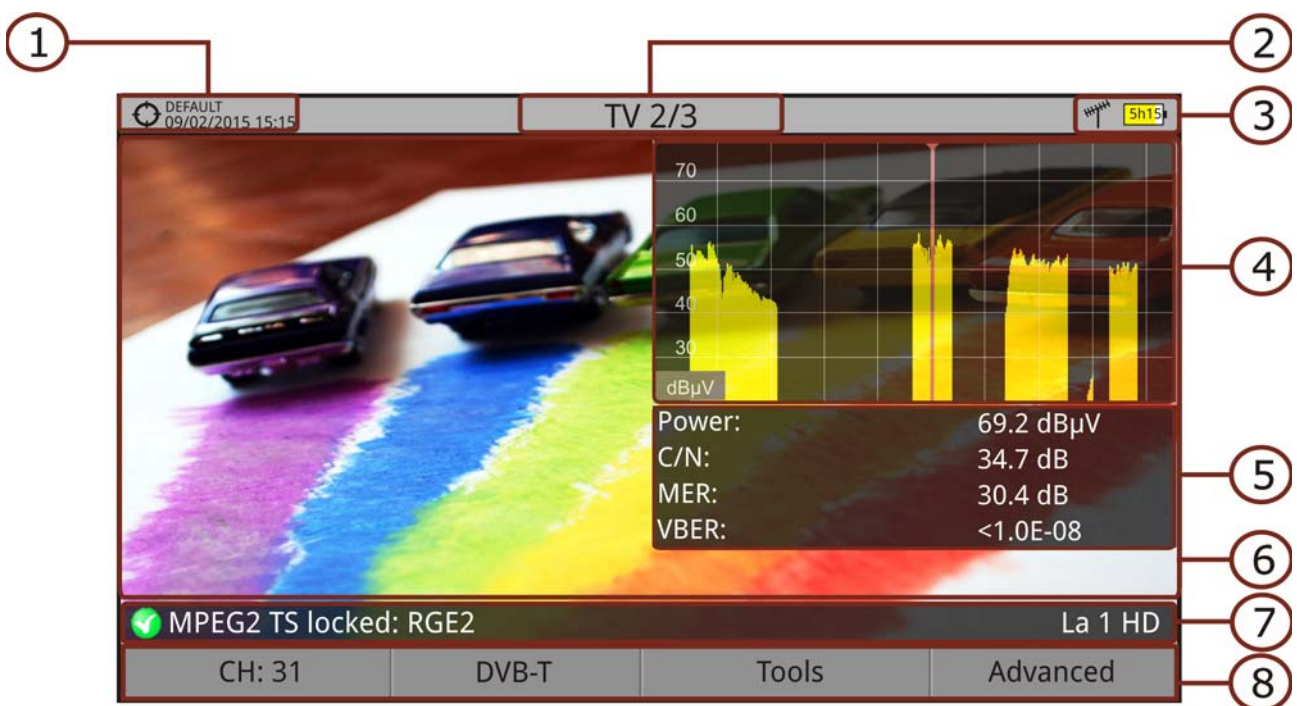 1
2
DEFAULT
09/02/2015 15:15
TV 2/3
5h15
3
70
60
50
40
30
dBµV
4
Power: 69.2 dBµV
C/N: 34.7 dB
MER: 30.4 dB
VBER: <1.0E-08
5
6
MPEG2 TS locked: RGE2 La 1 HD
7
CH: 31 DVB-T Tools Advanced
8